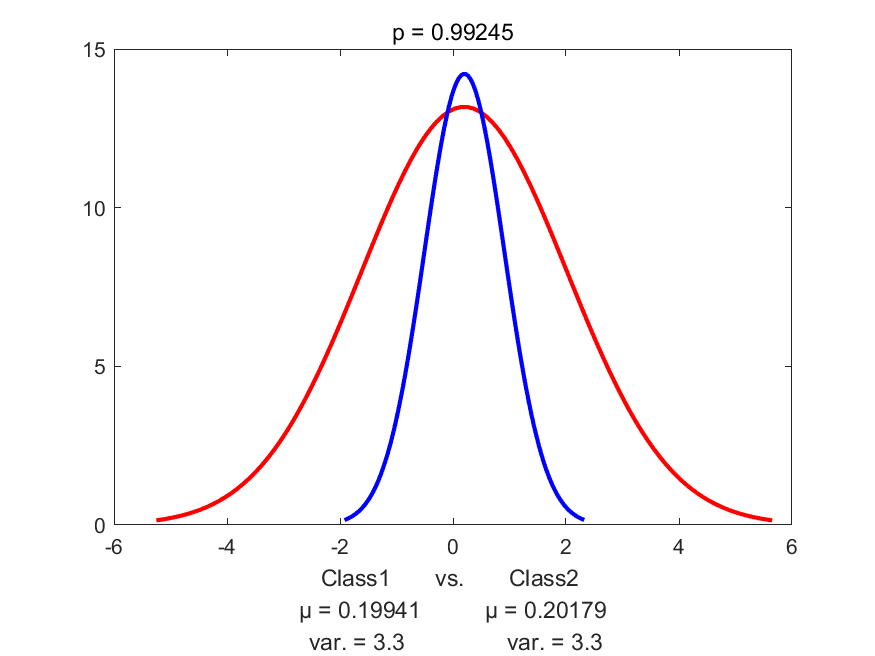 p = 0.99245
15
10
5
0
-6 -4 -2 0 2 4 6
Class1 vs. Class2
μ = 0.19941 μ = 0.20179
var. = 3.3 var. = 3.3